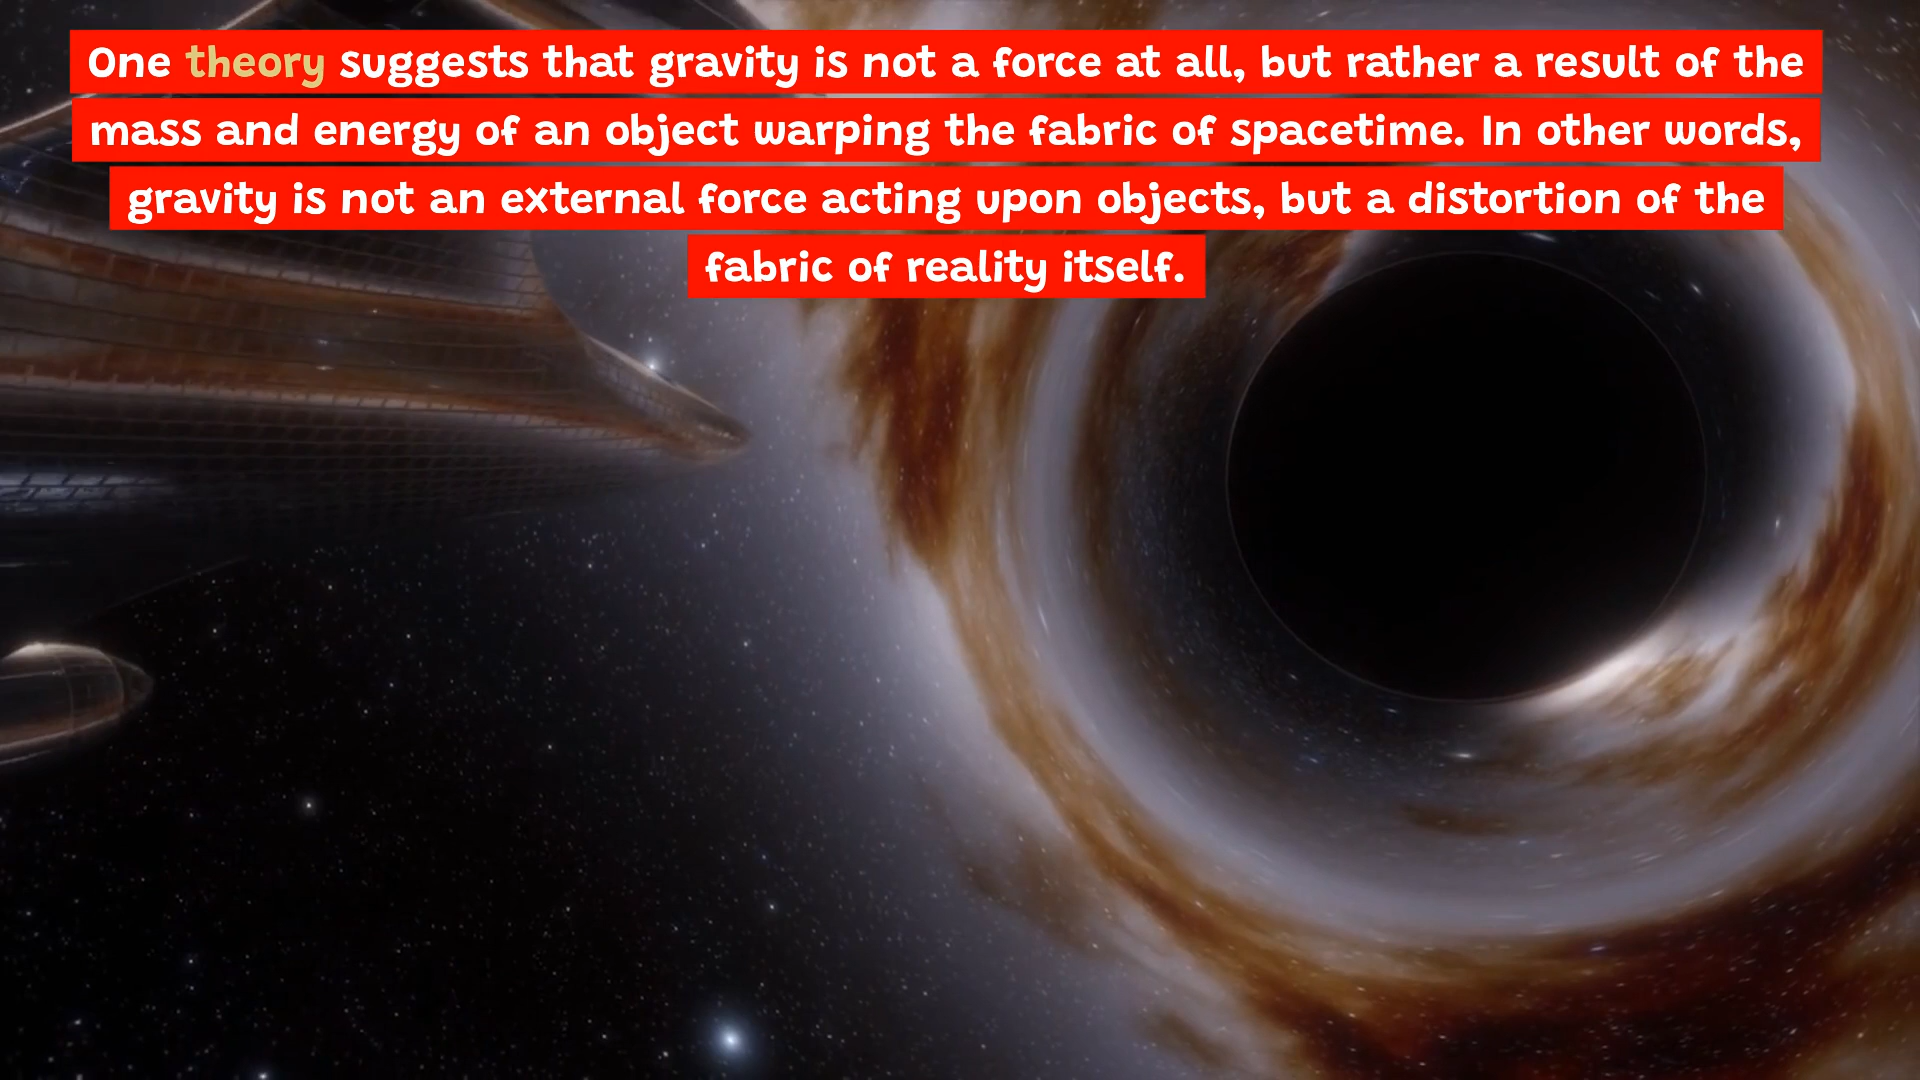 One theory suggests that gravity is not a force at all, but rather a result of the
mass and energy of an object warping the fabric of spacetime. In other words,
gravity is not an external force acting upon objects, but a distortion of the
fabric of reality itself.